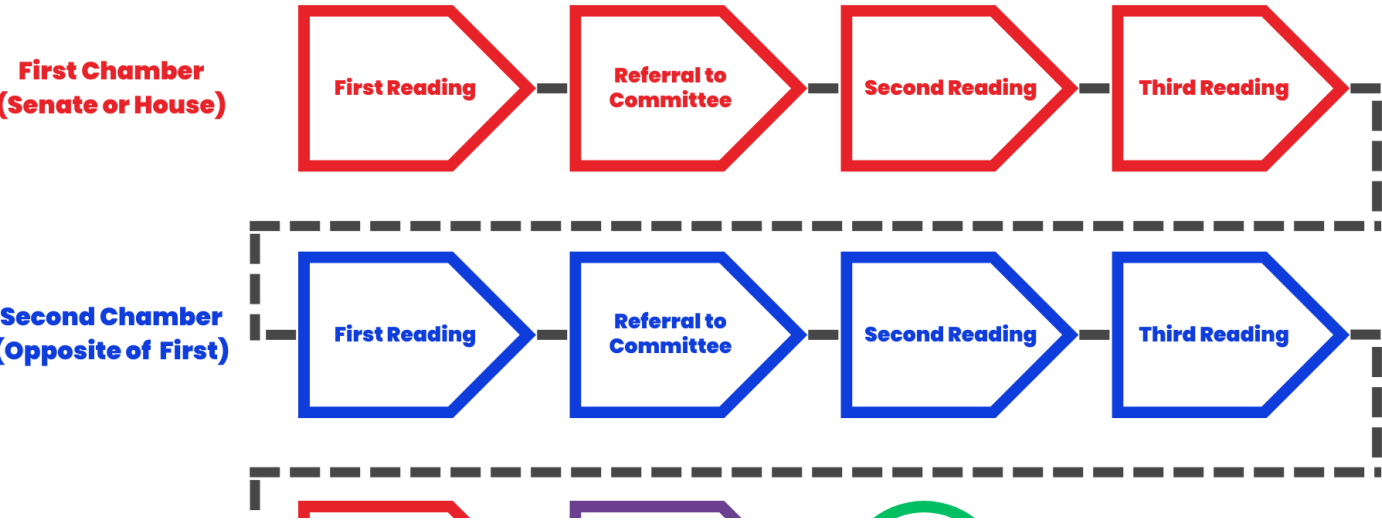 First Chamber
(Senate or House)
First Reading
Referral to
Committee
Second Reading
Third Reading
Second Chamber
(Opposite of First)
First Reading
Referral to
Committee
Second Reading
Third Reading